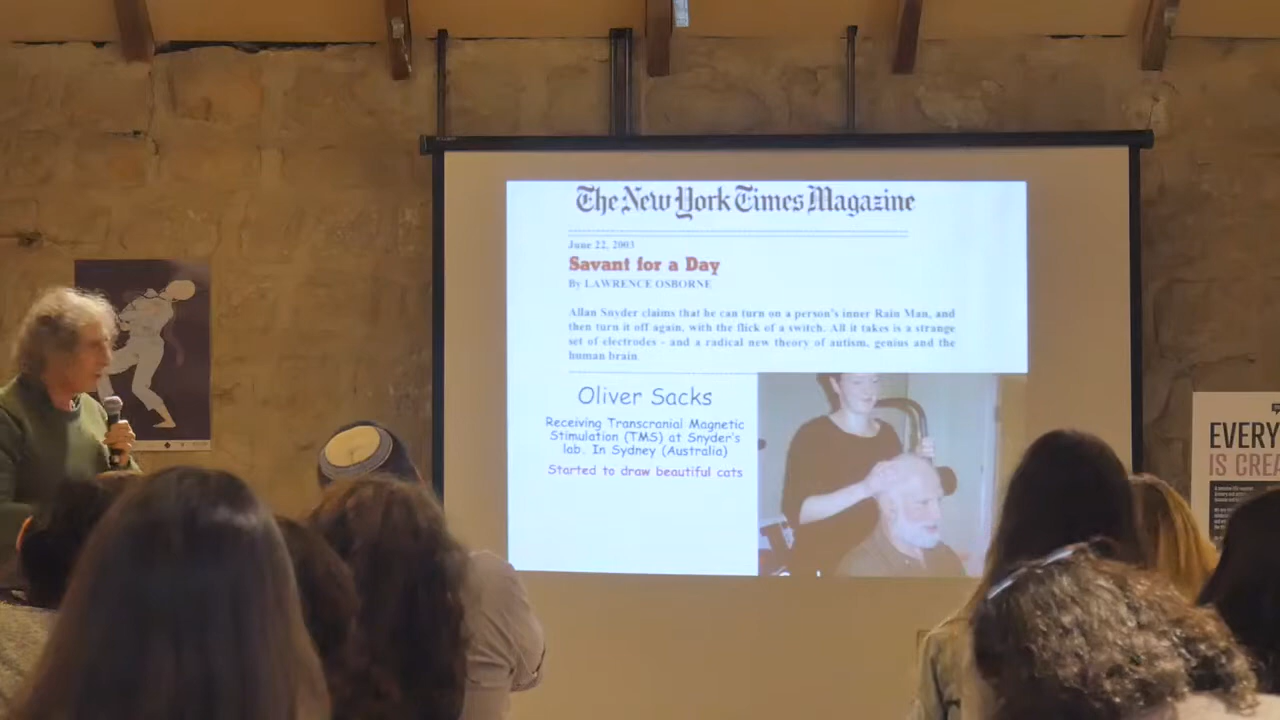 The New York Times Magazine
June 22, 2003
Savant for a Day
By LAWRENCE OSBORNE
Allan Snyder claims that he can turn on a person's inner Rain Man, and
then turn it off again, with the flick of a switch. All it takes is a strange
set of electrodes - and a radical new theory of autism, genius and the
human brain
Oliver Sacks
Receiving Transcranial Magnetic
Stimulation (TMS) at Snyder's
lab. In Sydney (Australia)
Started to draw beautiful cats
EVERY
IS CREA